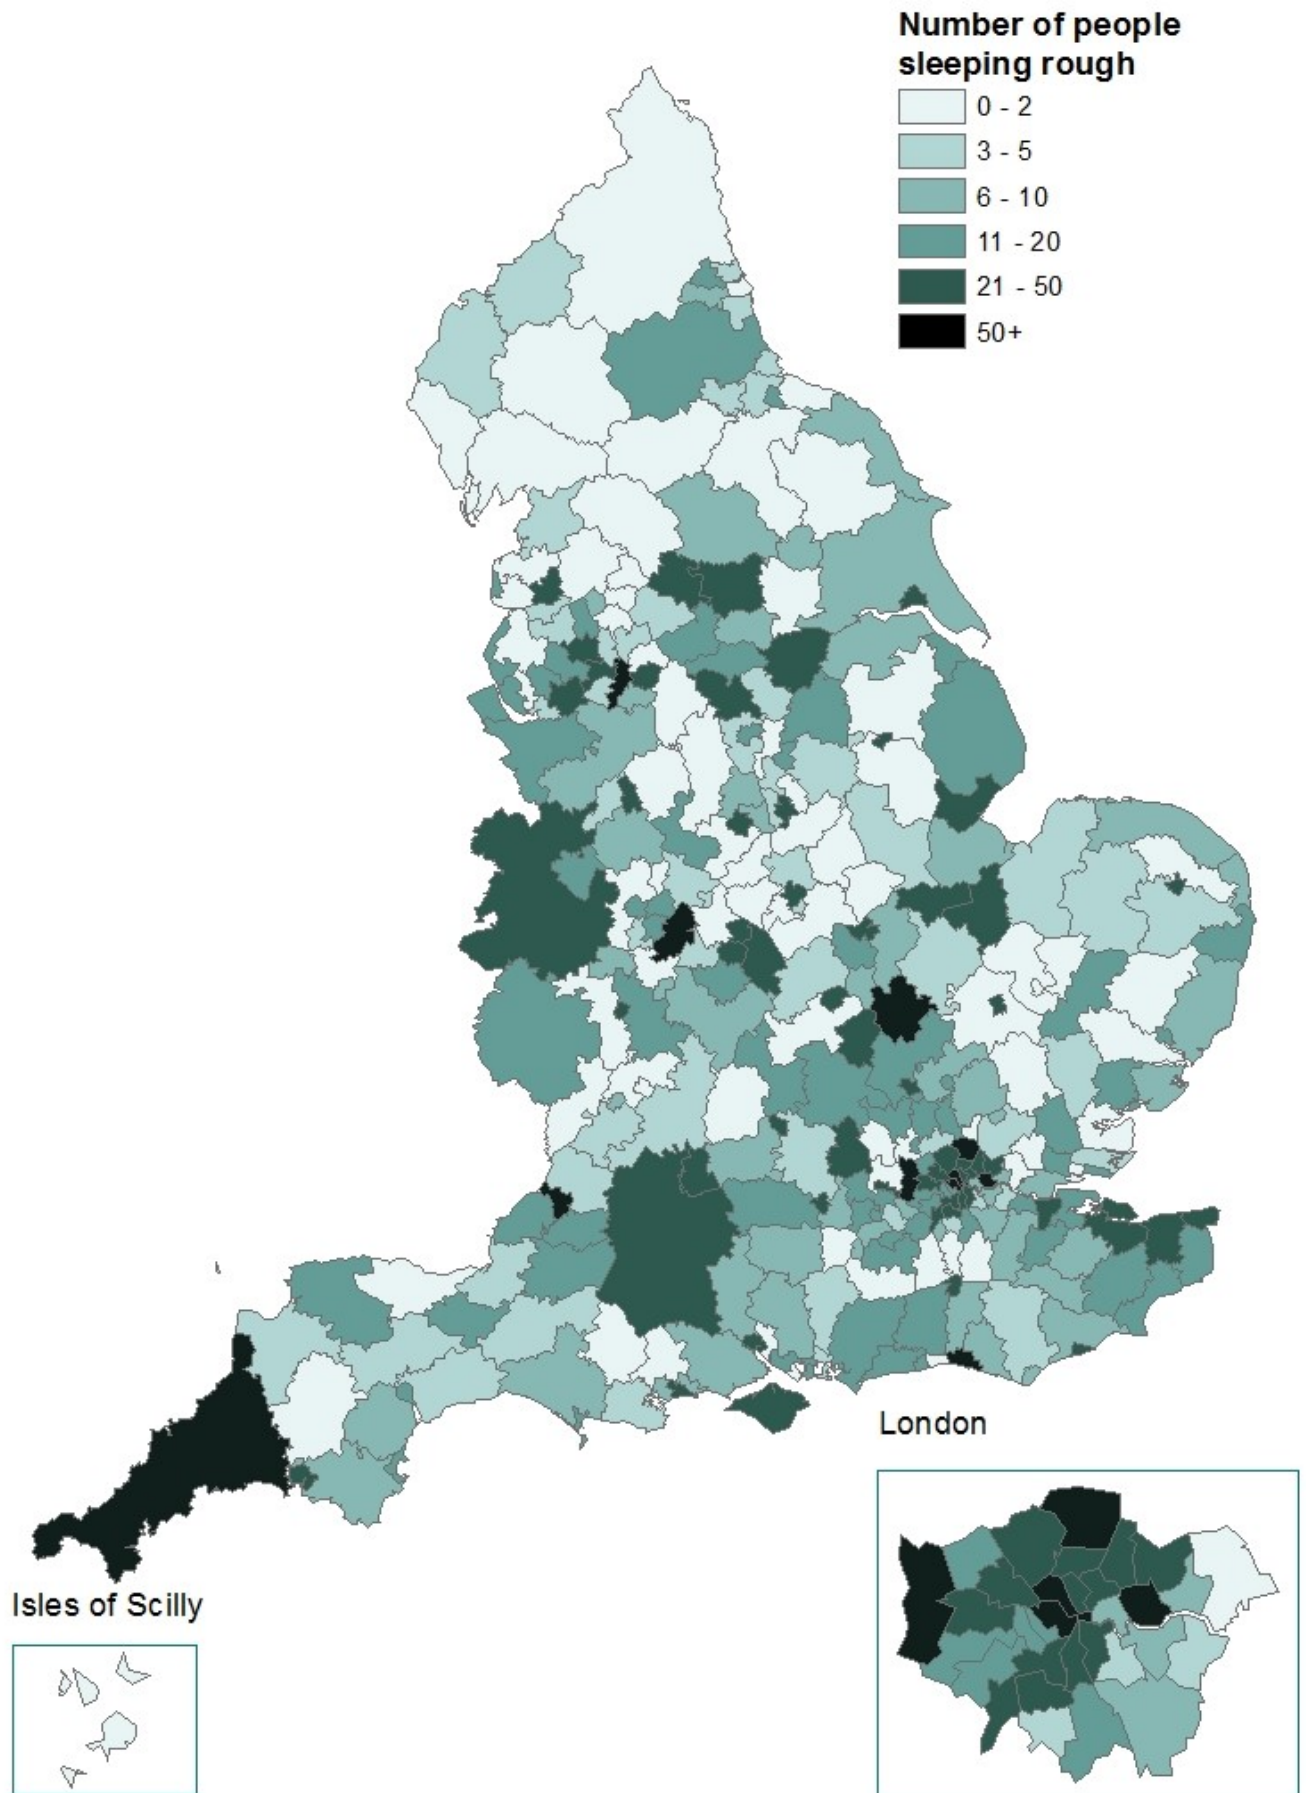 Number of people
sleeping rough
0 - 2
3 - 5
6 - 10
11 - 20
21 - 50
50+
London
Isles of Scilly